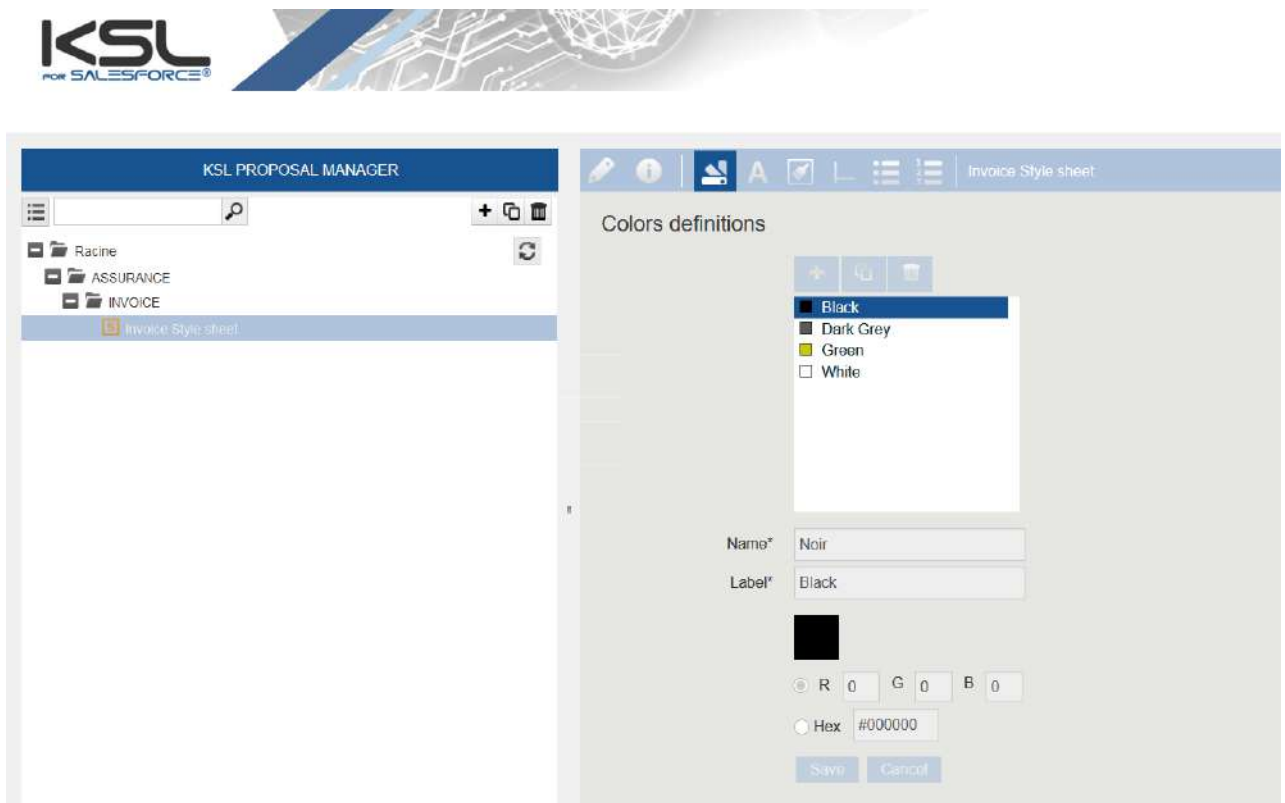 KSL
FOR SALESFORCE®
KSL PROPOSAL MANAGER
Racine
ASSURANCE
INVOICE
Invoice Style sheet
A
Invoice Style sheet
Colors definitions
Black
Dark Grey
Green
White
Name* Noir
Label* Black
R 0 G 0 B 0
Hex #000000
Save Cancel